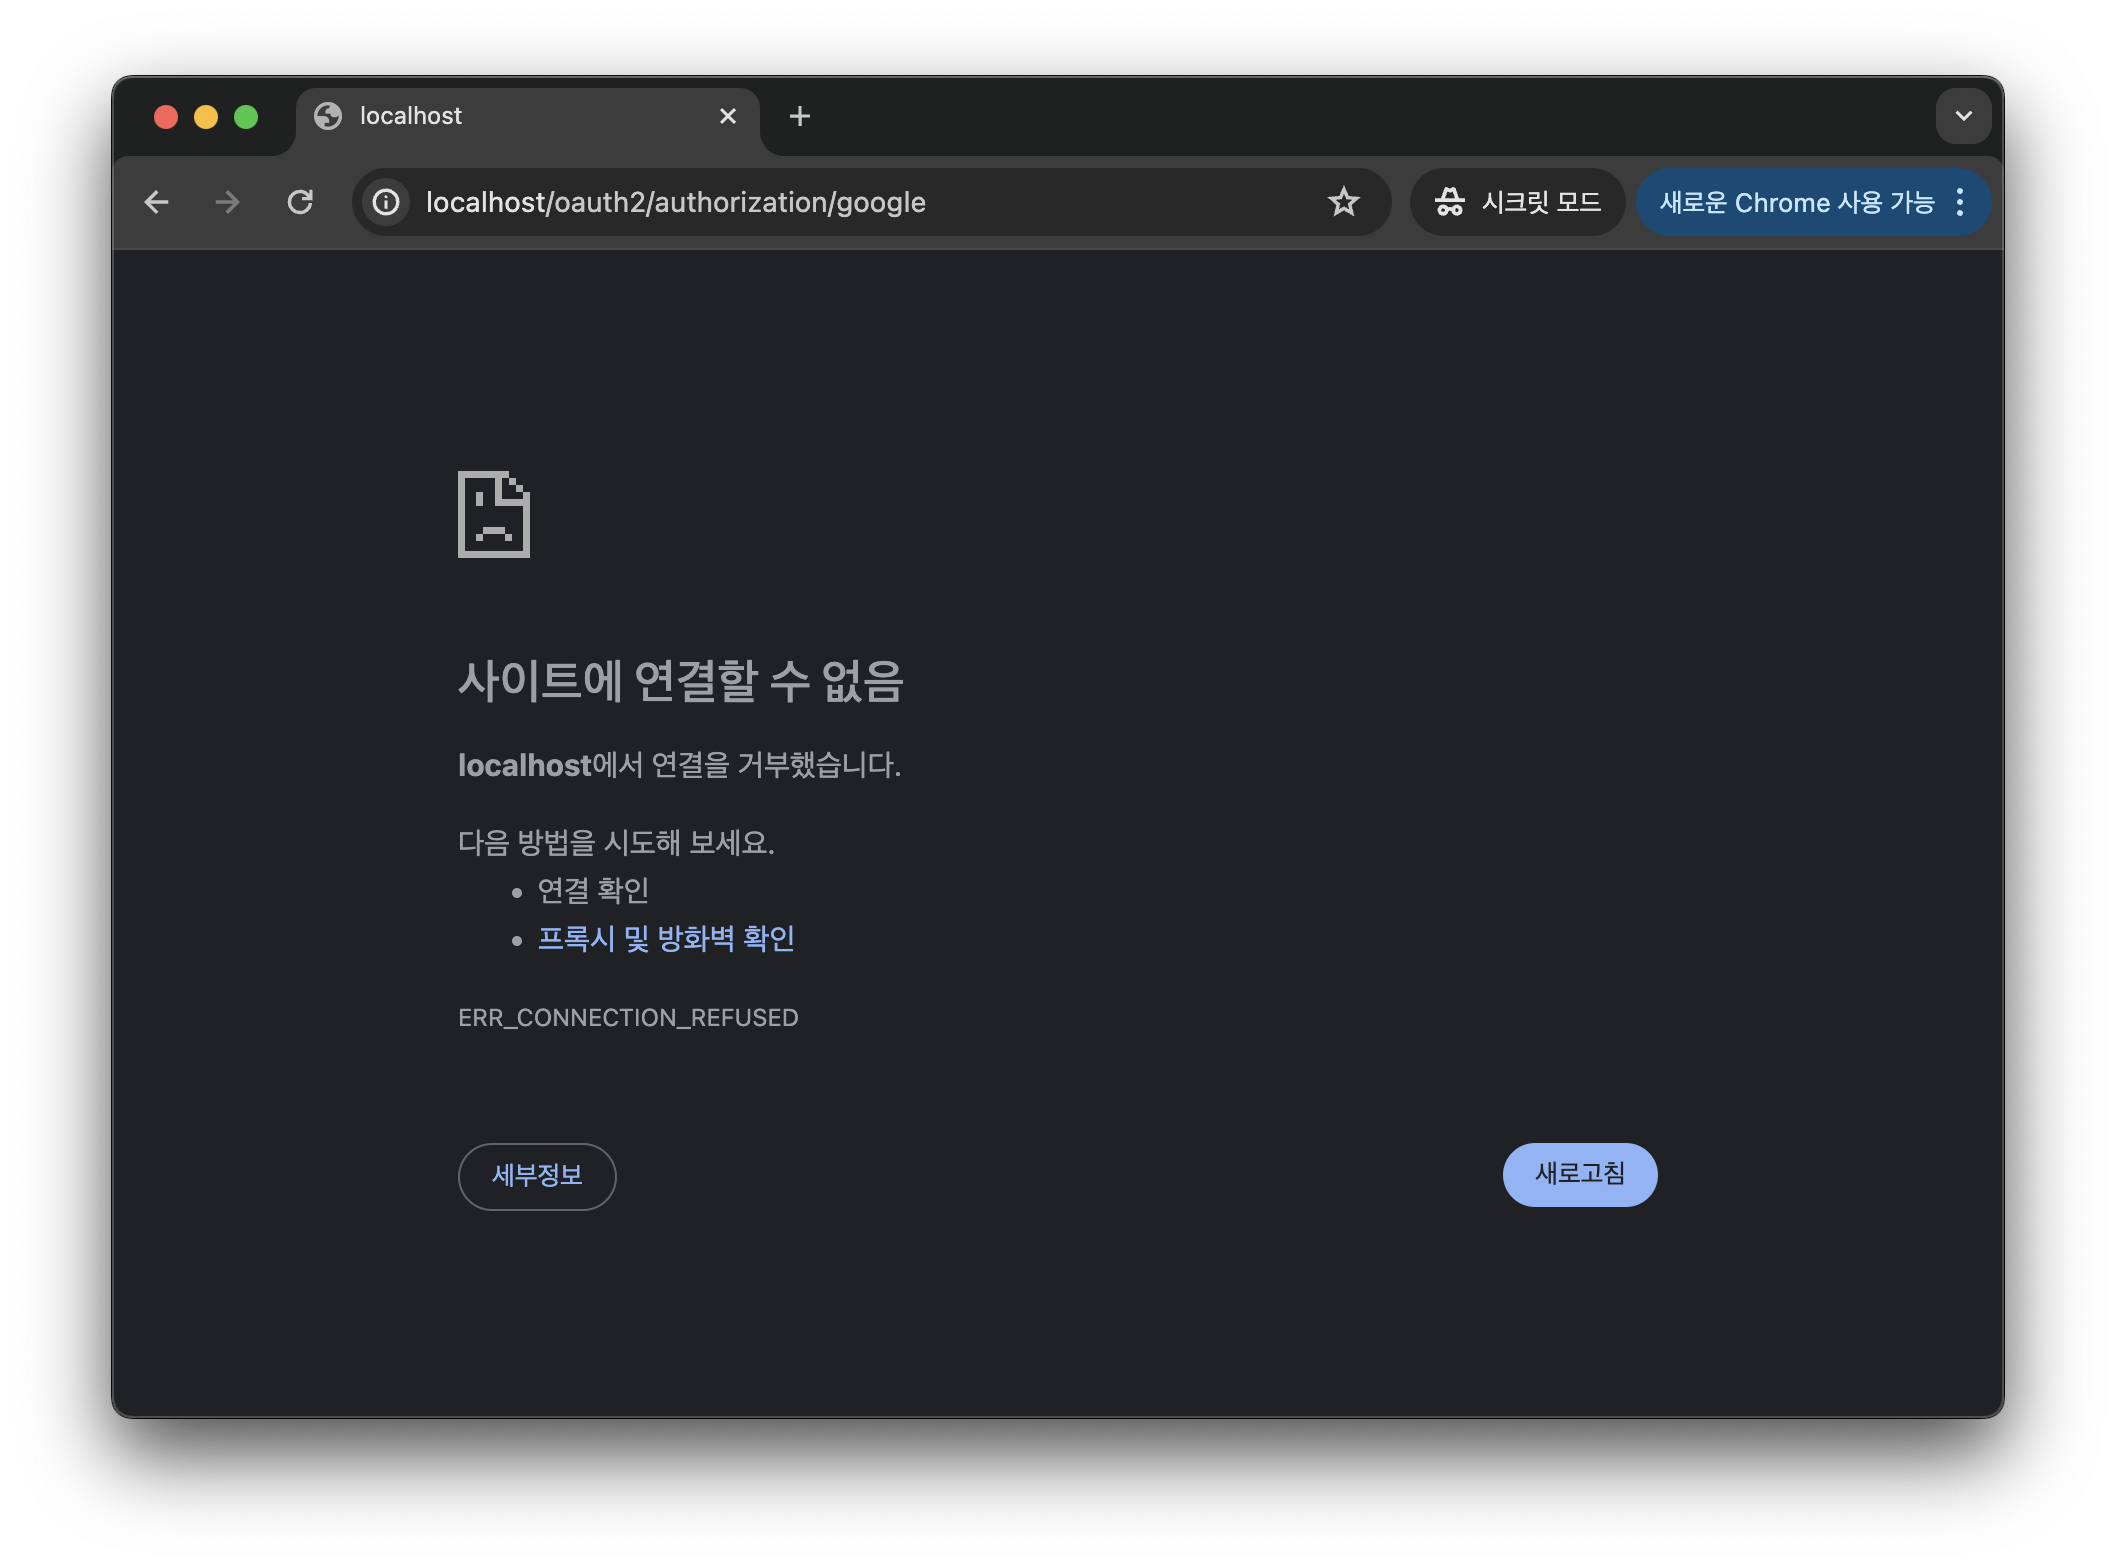 localhost
localhost/oauth2/authorization/google
시크릿 모드
새로운 Chrome 사용 가능
사이트에 연결할 수 없음
localhost에서 연결을 거부했습니다.
다음 방법을 시도해 보세요.
연결 확인
프록시 및 방화벽 확인
ERR_CONNECTION_REFUSED
세부정보
새로고침